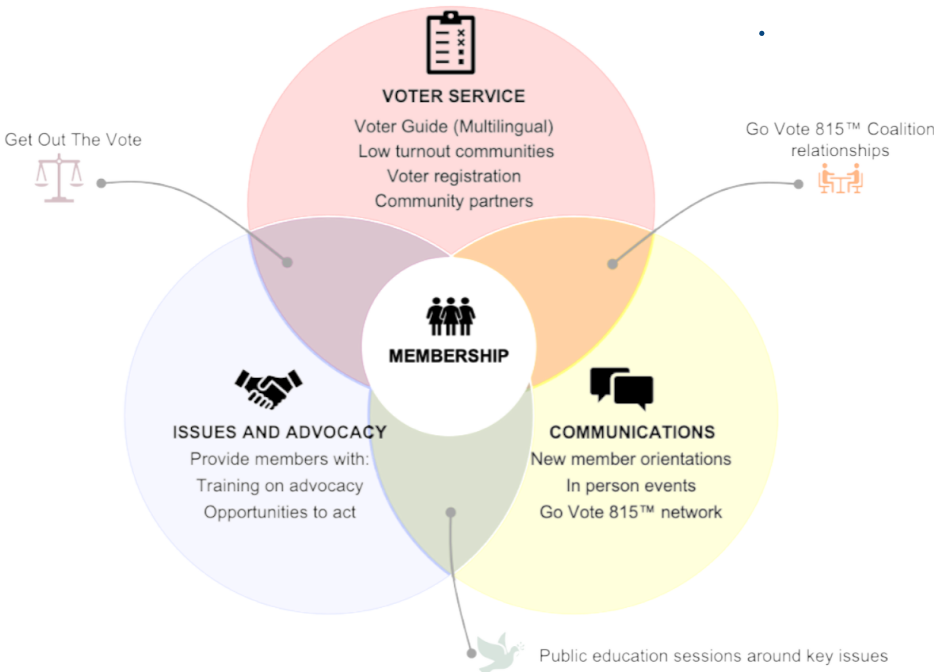 VOTER SERVICE
Voter Guide (Multilingual)
Low turnout communities
Voter registration
Community partners
Get Out The Vote
Go Vote 815™ Coalition
relationships
MEMBERSHIP
ISSUES AND ADVOCACY
Provide members with:
Training on advocacy
Opportunities to act
COMMUNICATIONS
New member orientations
In person events
Go Vote 815™ network
Public education sessions around key issues